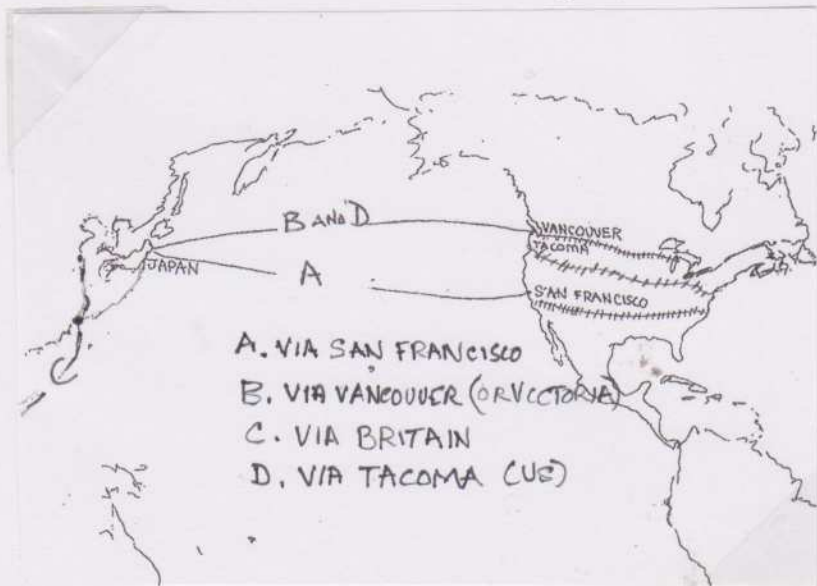 B AND D
VANCOUVER
TACOMA
JAPAN
A
SAN FRANCISCO
C
A. VIA SAN FRANCISCO
B. VIA VANCOUVER (OR VICTORIA)
C. VIA BRITAIN
D. VIA TACOMA (US)